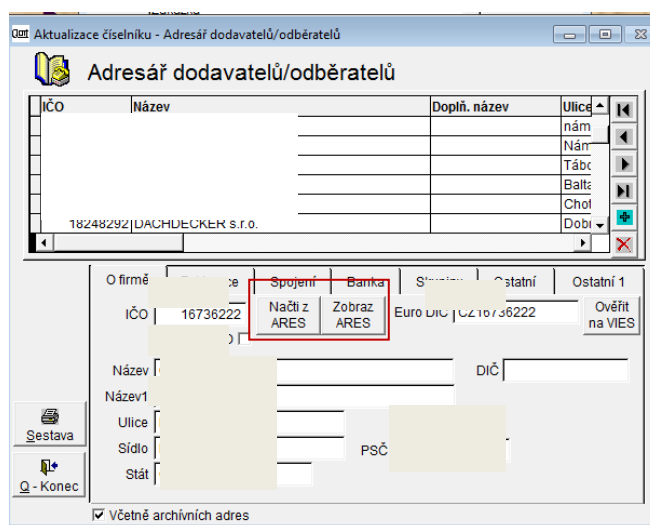 Aktualizace číselníku - Adresář dodavatelů/odběratelů
Adresář dodavatelů/odběratelů
IČO Název Doplň. název Ulice
nám
Nám
Tábo
Balta
Chot
18248292 DACHDECKER s.r.o. Dobr
O firmě Spojení Banka Ostatní Ostatní 1
IČO 16736222 Načti z ARES Zobraz ARES Euro DIČ CZ16736222 Ověřit na VIES
Název DIČ
Název1
Ulice
Sídlo PSČ
Stát
Sestava
Q - Konec
Včetně archívních adres